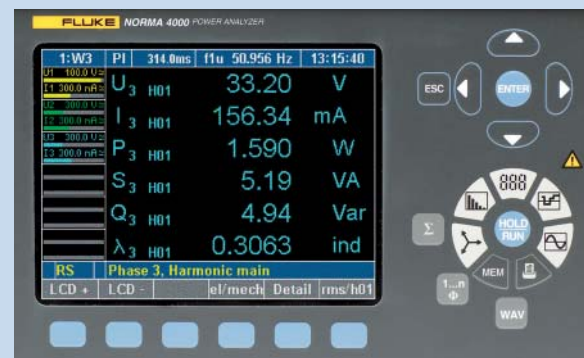 FLUKE NORMA 4000 POWER ANALYZER
1:W3 PI 314.0ms f1u 50.956 Hz 13:15:40
U1 100.0 V
I1 300.0 mA
U2 300.0 V
I2 300.0 mA
U3 300.0 V
I3 300.0 mA
U3 H01 33.20 V
I3 H01 156.34 mA
P3 H01 1.590 W
S3 H01 5.19 VA
Q3 H01 4.94 Var
λ3 H01 0.3063 ind
RS Phase 3, Harmonic main
LCD + LCD - el/mech Detail rms/h01
ESC ENTER
888
HOLD
RUN
Σ
MEM
1...n
Φ
WAV